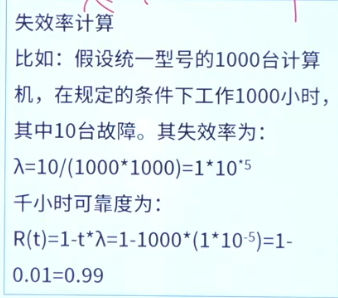 失效率计算
比如：假设统一型号的1000台计算
机，在规定的条件下工作1000小时，
其中10台故障。其失效率为：
λ=10/(1000*1000)=1*10*5
千小时可靠度为：
R(t)=1-t*λ=1-1000*(1*10-5)=1-
0.01=0.99